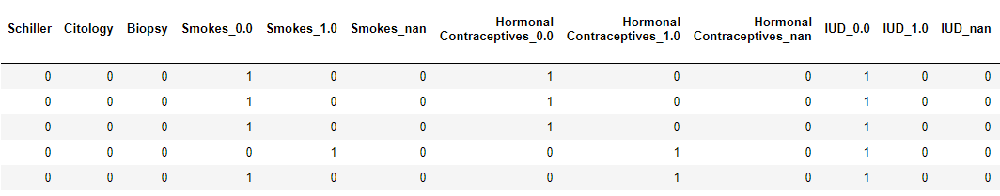 Schiller Citology Biopsy Smokes_0.0 Smokes_1.0 Smokes_nan Hormonal Contraceptives_0.0 Hormonal Contraceptives_1.0 Hormonal Contraceptives_nan IUD_0.0 IUD_1.0 IUD_nan
0 0 0 1 0 0 1 0 0 1 0 0
0 0 0 1 0 0 1 0 0 1 0 0
0 0 0 1 0 0 1 0 0 1 0 0
0 0 0 0 1 0 0 1 0 1 0 0
0 0 0 1 0 0 0 1 0 1 0 0